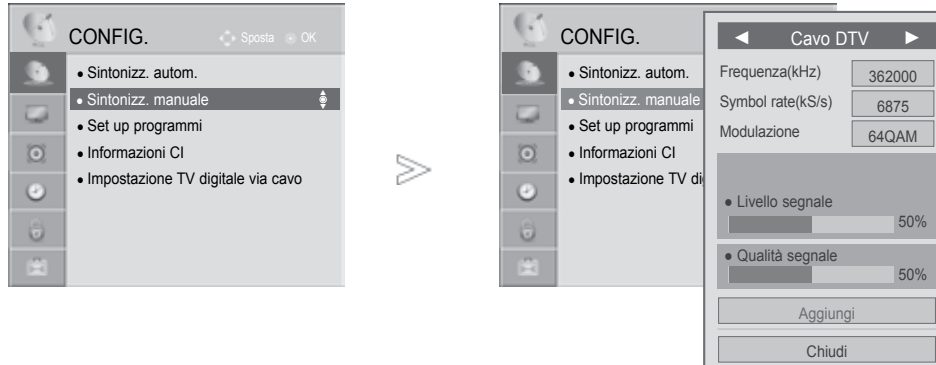 CONFIG.
Sposta OK
• Sintonizz. autom.
• Sintonizz. manuale
• Set up programmi
• Informazioni CI
• Impostazione TV digitale via cavo
CONFIG.
• Sintonizz. autom.
• Sintonizz. manuale
• Set up programmi
• Informazioni CI
• Impostazione TV di
◄ Cavo DTV ►
Frequenza(kHz) 362000
Symbol rate(kS/s) 6875
Modulazione 64QAM
• Livello segnale
50%
• Qualità segnale
50%
Aggiungi
Chiudi